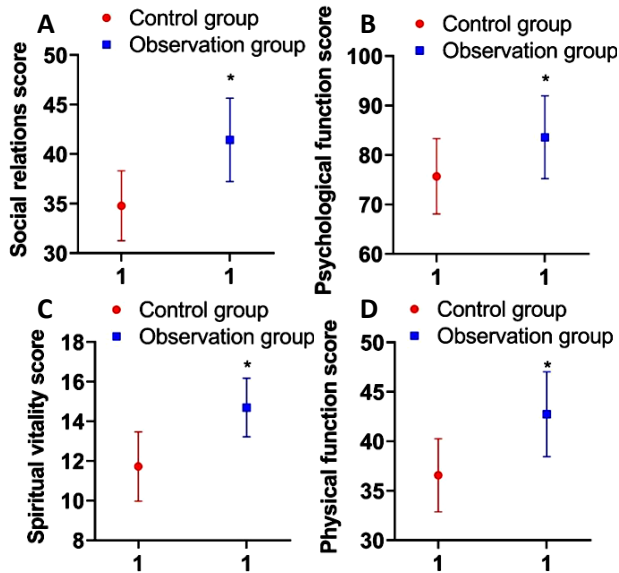 A
Control group
Observation group
Social relations score
50
45
40
35
30
*
1
1
B
Control group
Observation group
Psychological function score
100
90
80
70
60
*
1
1
C
Control group
Observation group
Spiritual vitality score
18
16
14
12
10
8
*
1
1
D
Control group
Observation group
Physical function score
50
45
40
35
30
*
1
1